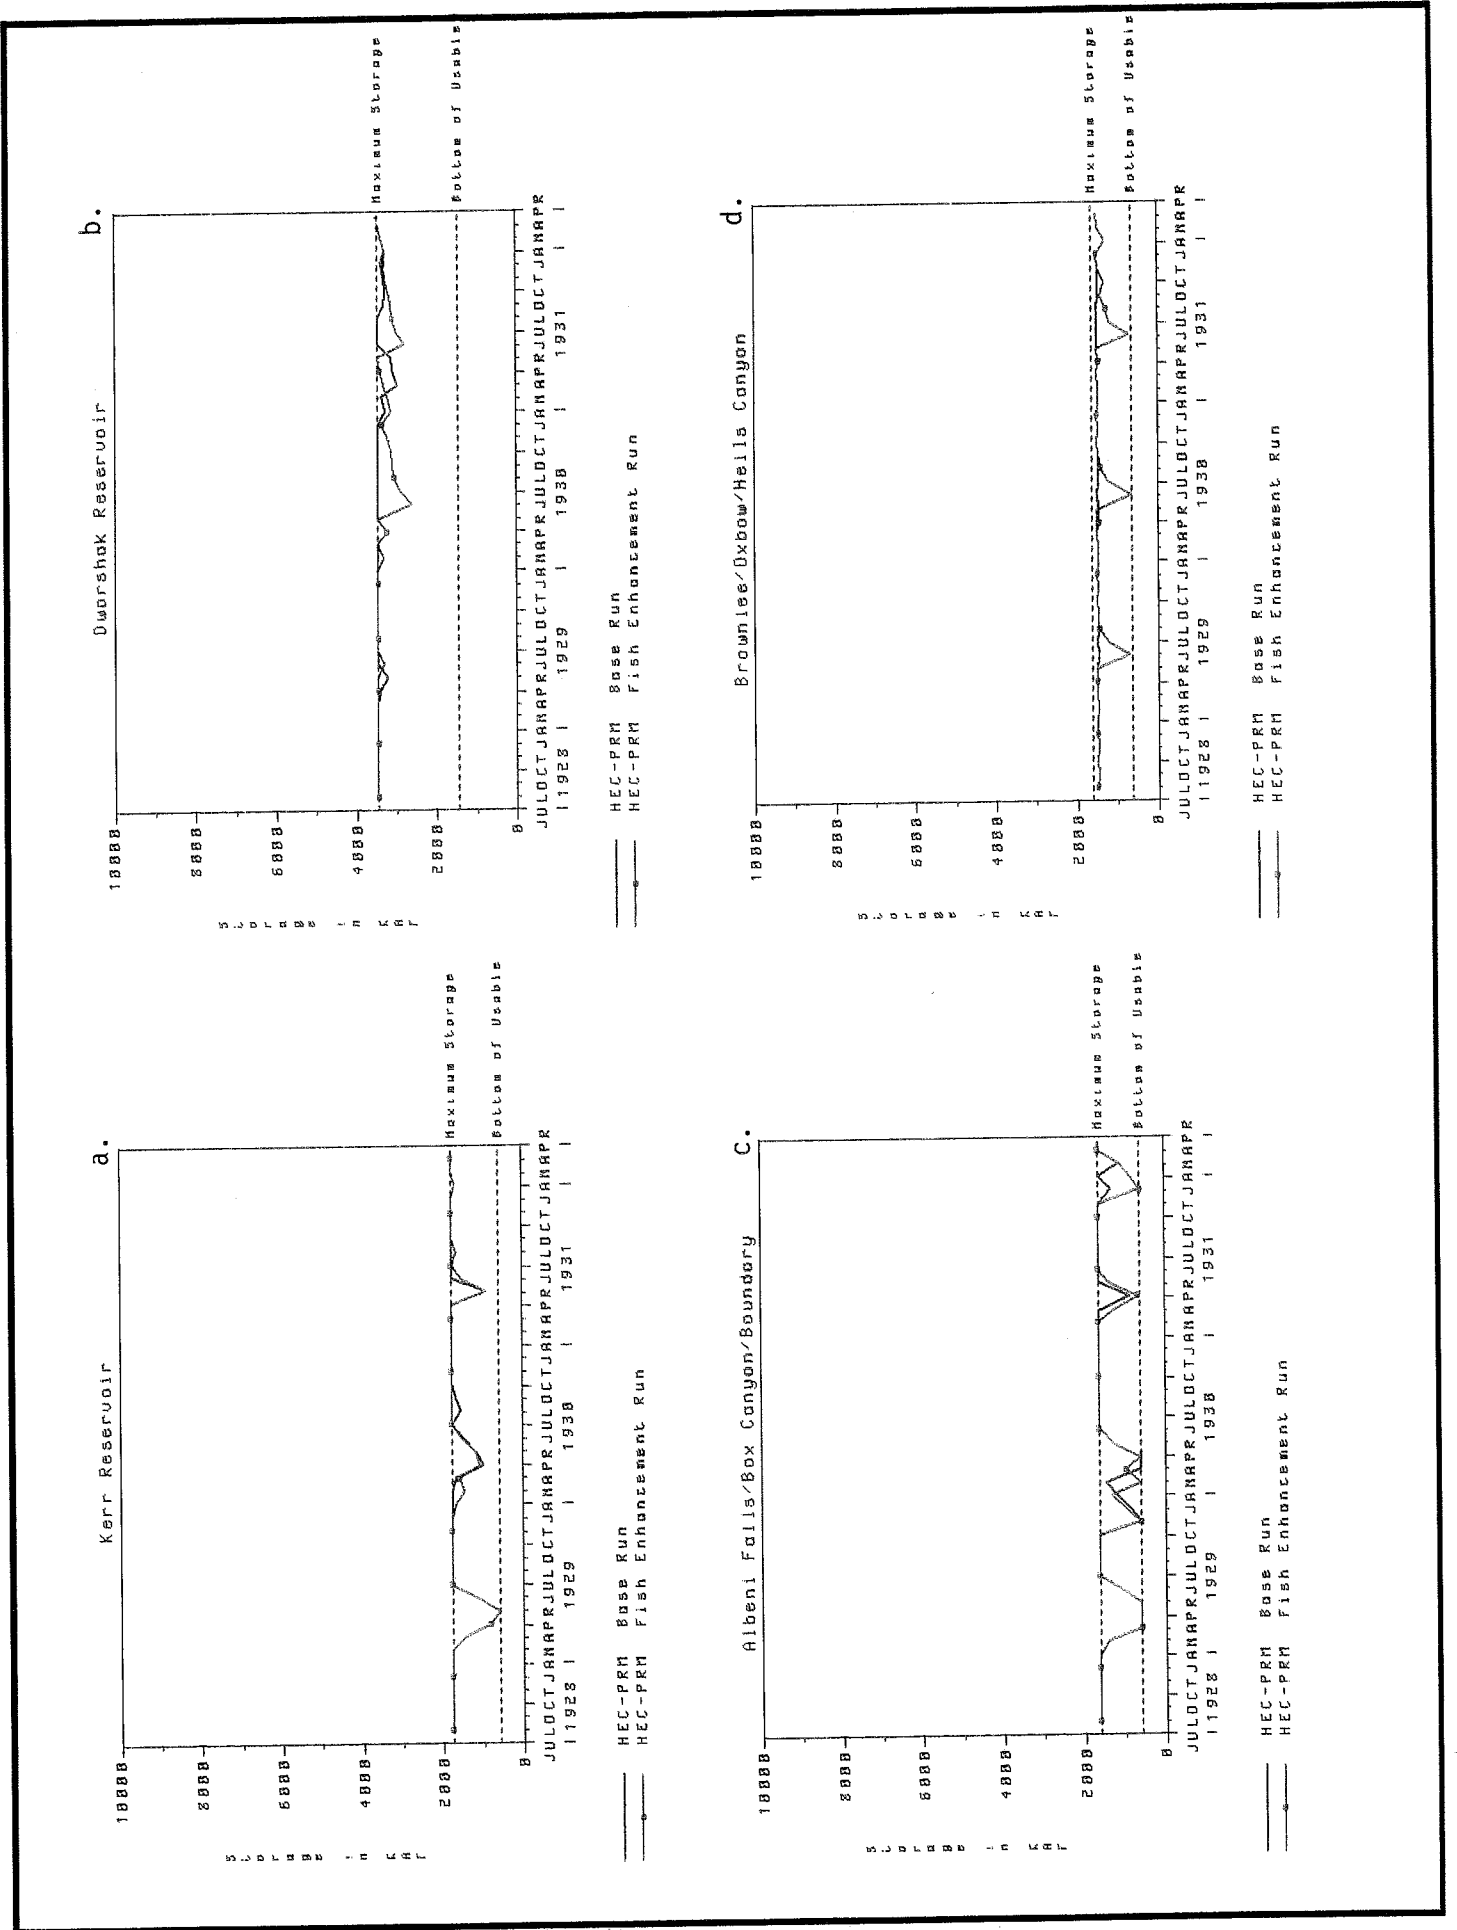 a.
Kerr Reservoir
10000
8000
6000
4000
2000
0
Storage in KAF
Maximum Storage
Bottom of Usable
JULOCTJANAPRJULOCTJANAPRJULOCTJANAPRJULOCTJANAPR
| 1928 | 1929 | 1930 | 1931 |
HEC-PRM Base Run
HEC-PRM Fish Enhancement Run
b.
Dworshak Reservoir
10000
8000
6000
4000
2000
0
Storage in KAF
Maximum Storage
Bottom of Usable
JULOCTJANAPRJULOCTJANAPRJULOCTJANAPRJULOCTJANAPR
| 1928 | 1929 | 1930 | 1931 |
HEC-PRM Base Run
HEC-PRM Fish Enhancement Run
c.
Albeni Falls/Box Canyon/Boundary
10000
8000
6000
4000
2000
0
Storage in KAF
Maximum Storage
Bottom of Usable
JULOCTJANAPRJULOCTJANAPRJULOCTJANAPRJULOCTJANAPR
| 1928 | 1929 | 1930 | 1931 |
HEC-PRM Base Run
HEC-PRM Fish Enhancement Run
d.
Brownlee/Oxbow/Hells Canyon
10000
8000
6000
4000
2000
0
Storage in KAF
Maximum Storage
Bottom of Usable
JULOCTJANAPRJULOCTJANAPRJULOCTJANAPRJULOCTJANAPR
| 1928 | 1929 | 1930 | 1931 |
HEC-PRM Base Run
HEC-PRM Fish Enhancement Run